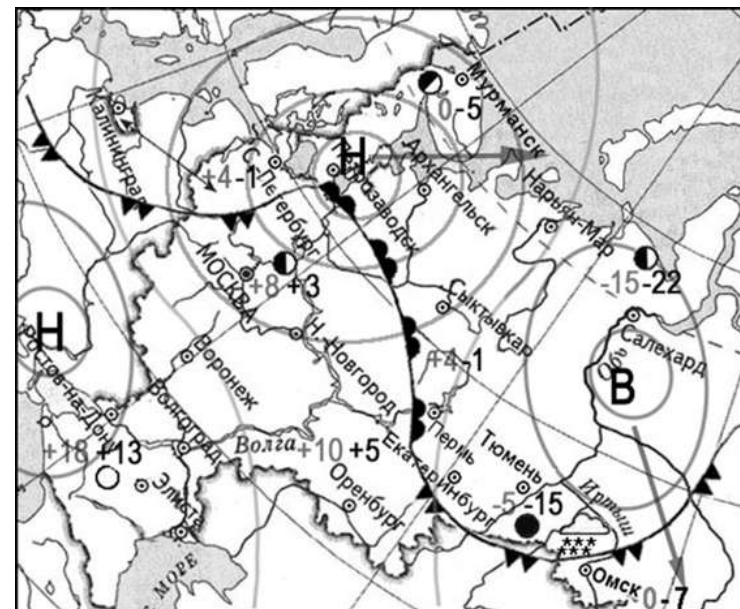 Мурманск
0 -5
Калининград
С.-Петербург
Н
Петрозаводск
Архангельск
Нарьян-Мар
+4 -1
МОСКВА
+8 +3
-15 -22
Сыктывкар
Салехард
Обь
Н
Н. Новгород
+4 -1
В
Воронеж
Ростов-на-Дону
Волгоград
+18 +13
Элиста
Волга
+10 +5
Оренбург
Пермь
Екатеринбург
Тюмень
Иртыш
-5 -15
МОРЕ
Омск
0 -7